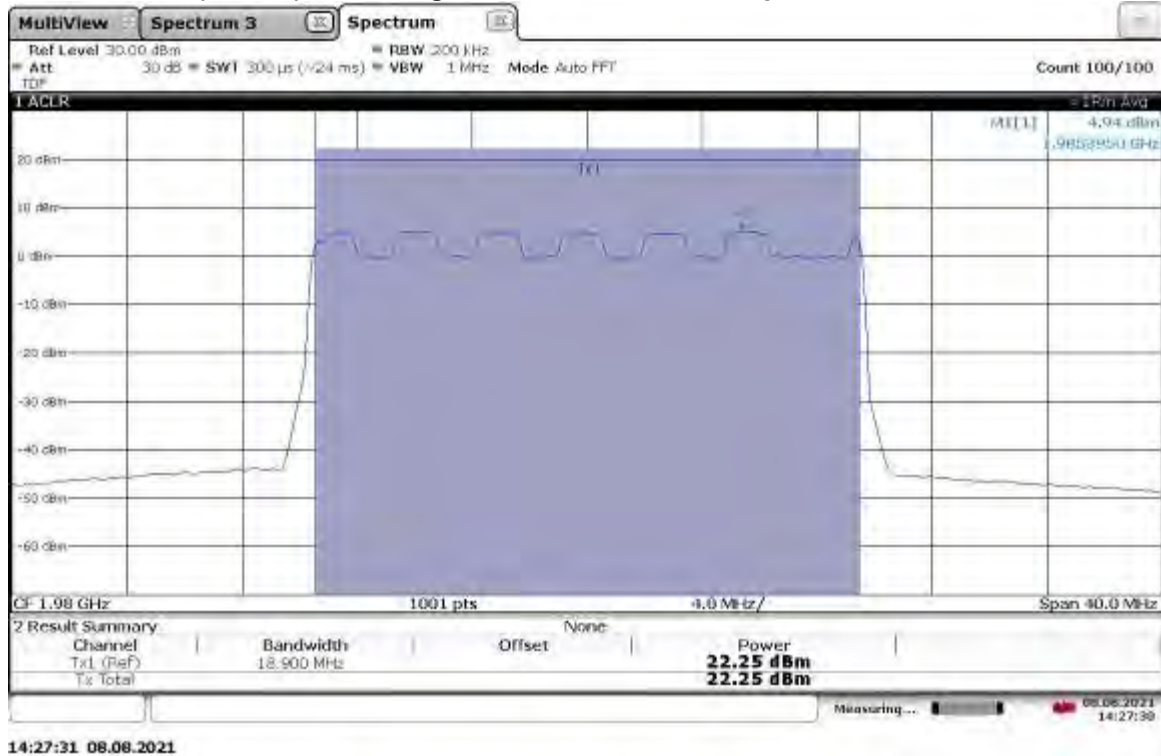 MultiView Spectrum 3 Spectrum
Ref Level 30.00 dBm RBW 200 kHz
Att 30 dB SWT 300 µs (~24 ms) VBW 1 MHz Mode Auto FFT Count 100/100
TDF
1 ACLR 1Rm Avg
M1[1] 4.94 dBm
1.9853950 GHz
20 dBm
Tx1
10 dBm
0 dBm
-10 dBm
-20 dBm
-30 dBm
-40 dBm
-50 dBm
-60 dBm
CF 1.98 GHz 1001 pts 4.0 MHz/ Span 40.0 MHz
2 Result Summary None
Channel Bandwidth Offset Power
Tx1 (Ref) 18.900 MHz 22.25 dBm
Tx Total 22.25 dBm
Measuring... 08.08.2021
14:27:30
14:27:31 08.08.2021